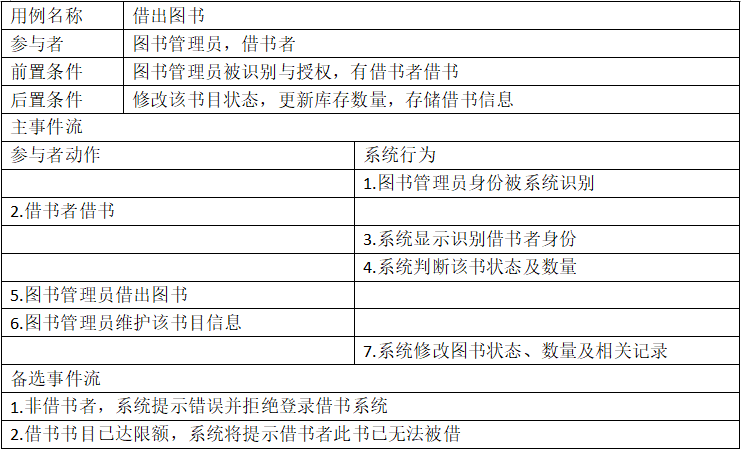 用例名称 借出图书
参与者 图书管理员，借书者
前置条件 图书管理员被识别与授权，有借书者借书
后置条件 修改该书目状态，更新库存数量，存储借书信息
主事件流
参与者动作 系统行为
1.图书管理员身份被系统识别
2.借书者借书
3.系统显示识别借书者身份
4.系统判断该书状态及数量
5.图书管理员借出图书
6.图书管理员维护该书目信息
7.系统修改图书状态、数量及相关记录
备选事件流
1.非借书者，系统提示错误并拒绝登录借书系统
2.借书书目已达限额，系统将提示借书者此书已无法被借